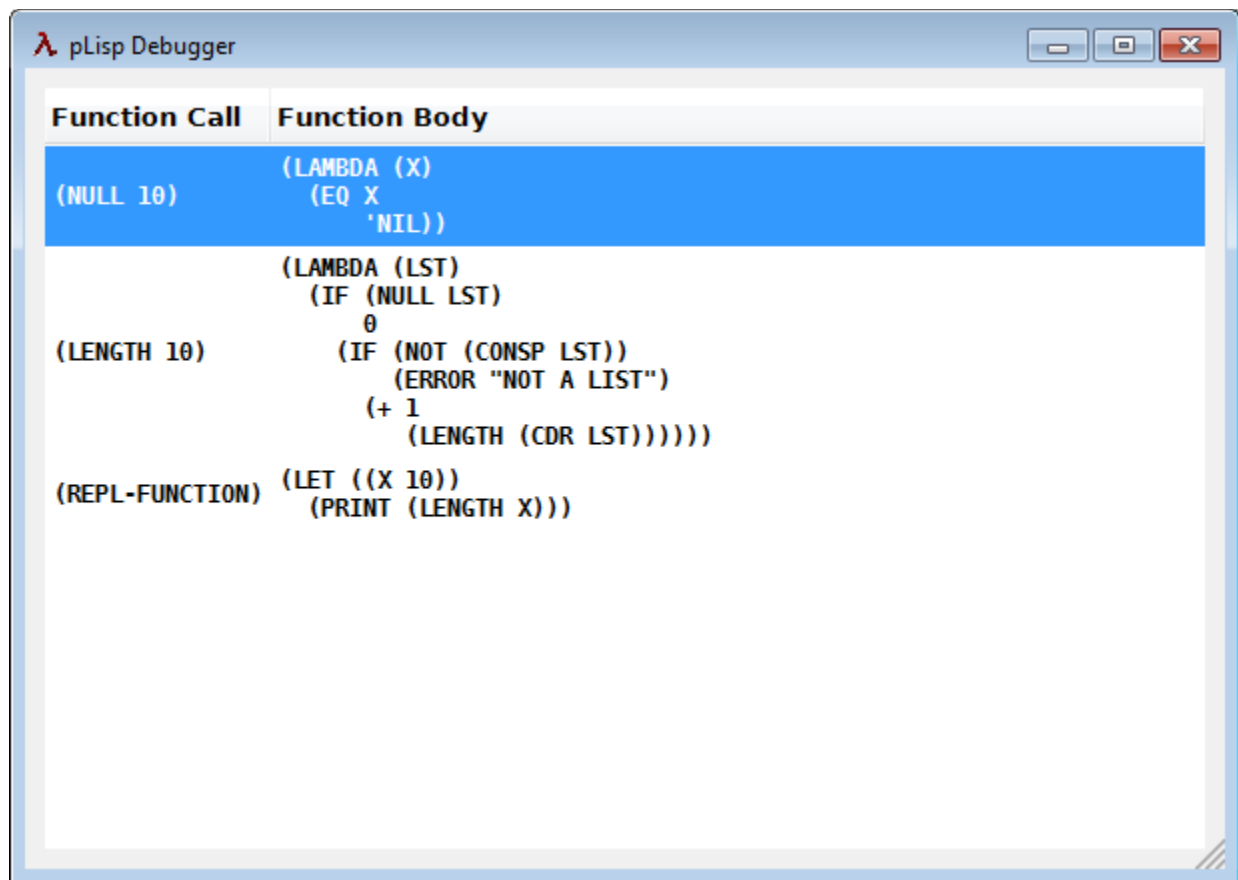 λ pLisp Debugger
Function Call Function Body
(LAMBDA (X)
(NULL 10) (EQ X
'NIL))
(LAMBDA (LST)
(IF (NULL LST)
0
(LENGTH 10) (IF (NOT (CONSP LST))
(ERROR "NOT A LIST")
(+ 1
(LENGTH (CDR LST))))))
(REPL-FUNCTION) (LET ((X 10))
(PRINT (LENGTH X)))